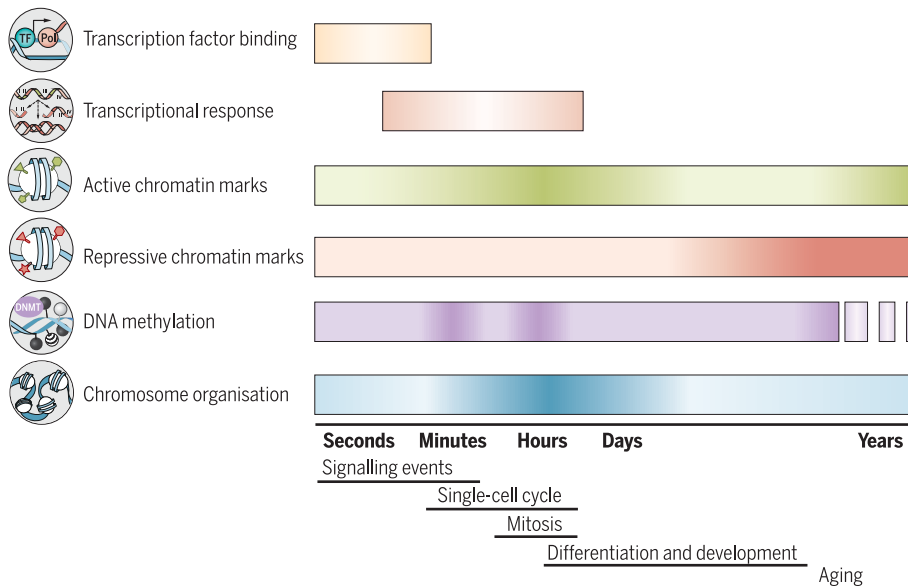 TF Pol
Transcription factor binding
Transcriptional response
Active chromatin marks
Repressive chromatin marks
DNMT
DNA methylation
Chromosome organisation
Seconds Minutes Hours Days Years
Signalling events
Single-cell cycle
Mitosis
Differentiation and development
Aging